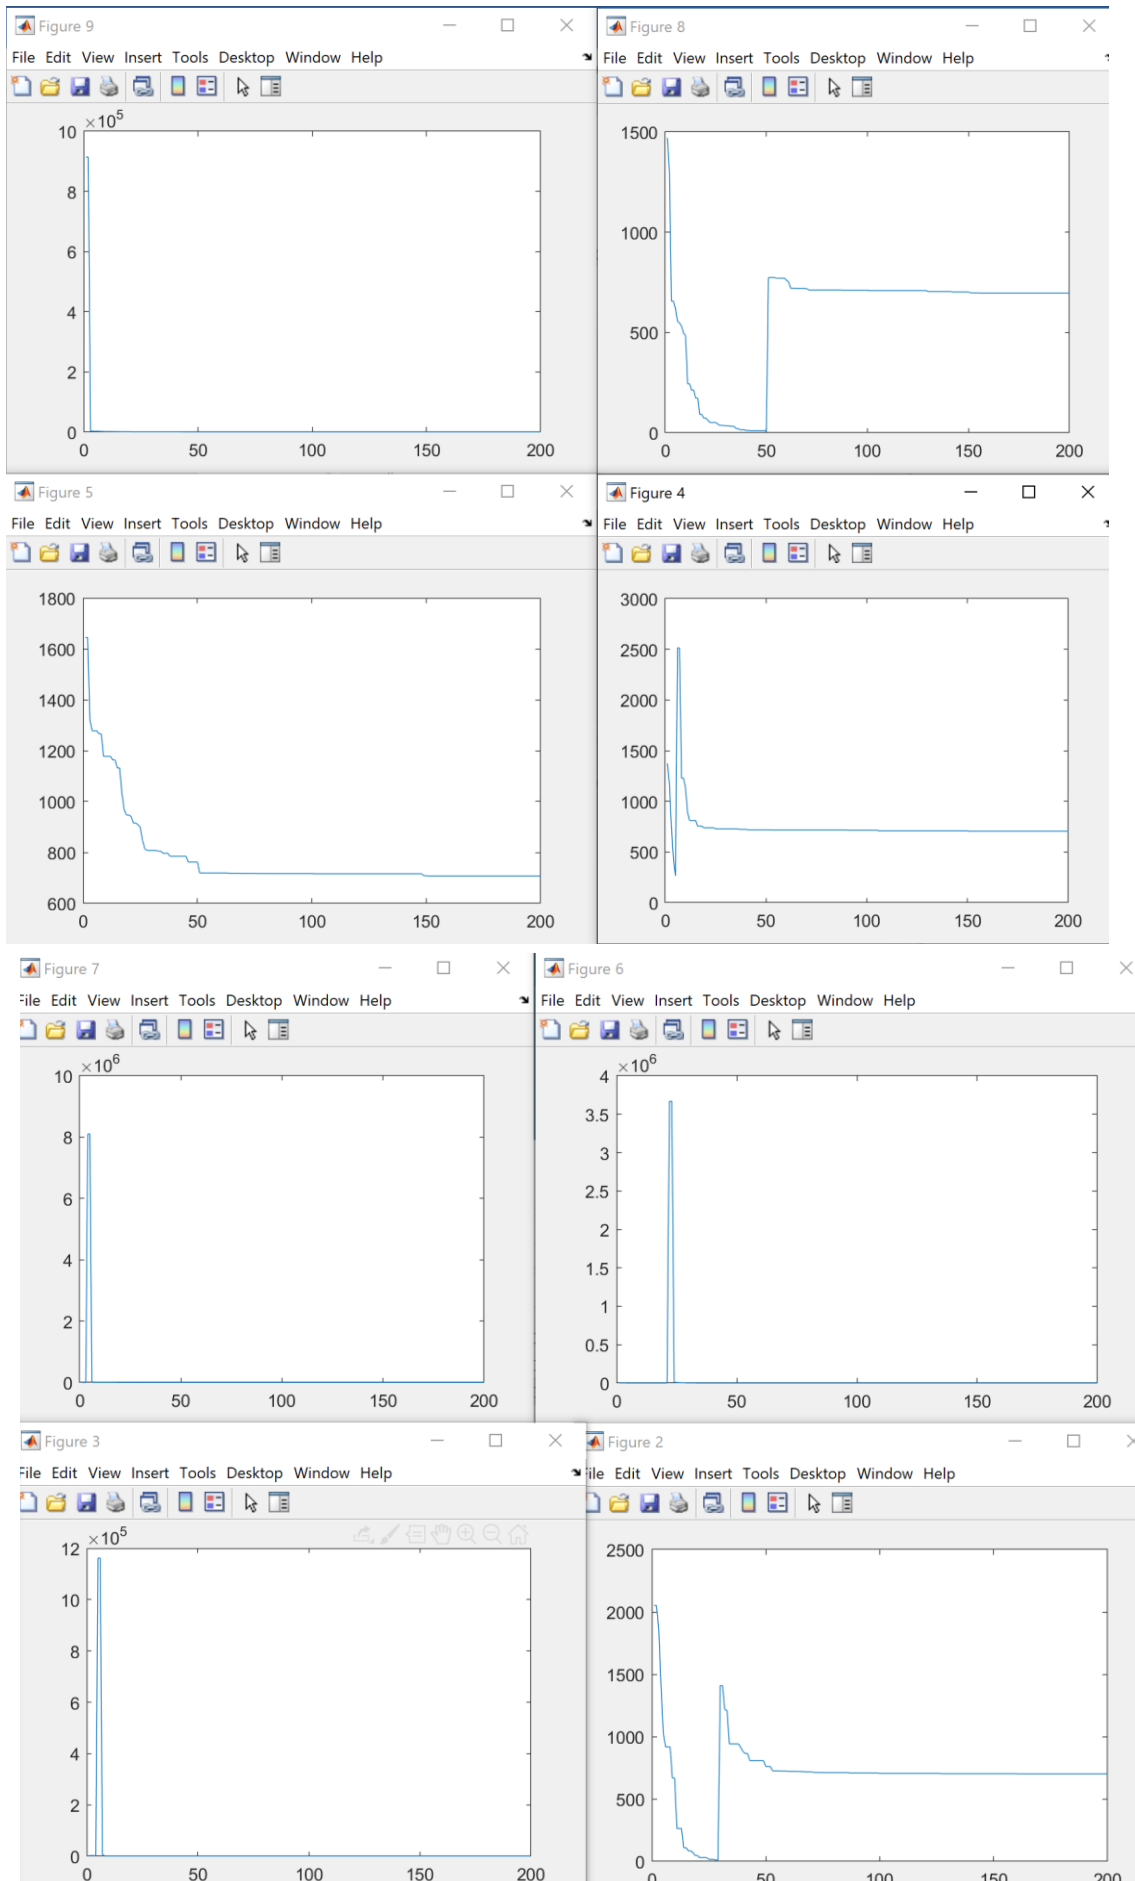 Figure 9
File Edit View Insert Tools Desktop Window Help
×10^5
10
8
6
4
2
0
0 50 100 150 200
Figure 8
File Edit View Insert Tools Desktop Window Help
1500
1000
500
0
0 50 100 150 200
Figure 5
File Edit View Insert Tools Desktop Window Help
1800
1600
1400
1200
1000
800
600
0 50 100 150 200
Figure 4
File Edit View Insert Tools Desktop Window Help
3000
2500
2000
1500
1000
500
0
0 50 100 150 200
Figure 7
File Edit View Insert Tools Desktop Window Help
×10^6
10
8
6
4
2
0
0 50 100 150 200
Figure 6
File Edit View Insert Tools Desktop Window Help
×10^6
4
3.5
3
2.5
2
1.5
1
0.5
0
0 50 100 150 200
Figure 3
File Edit View Insert Tools Desktop Window Help
×10^5
12
10
8
6
4
2
0
0 50 100 150 200
Figure 2
File Edit View Insert Tools Desktop Window Help
2500
2000
1500
1000
500
0
0 50 100 150 200